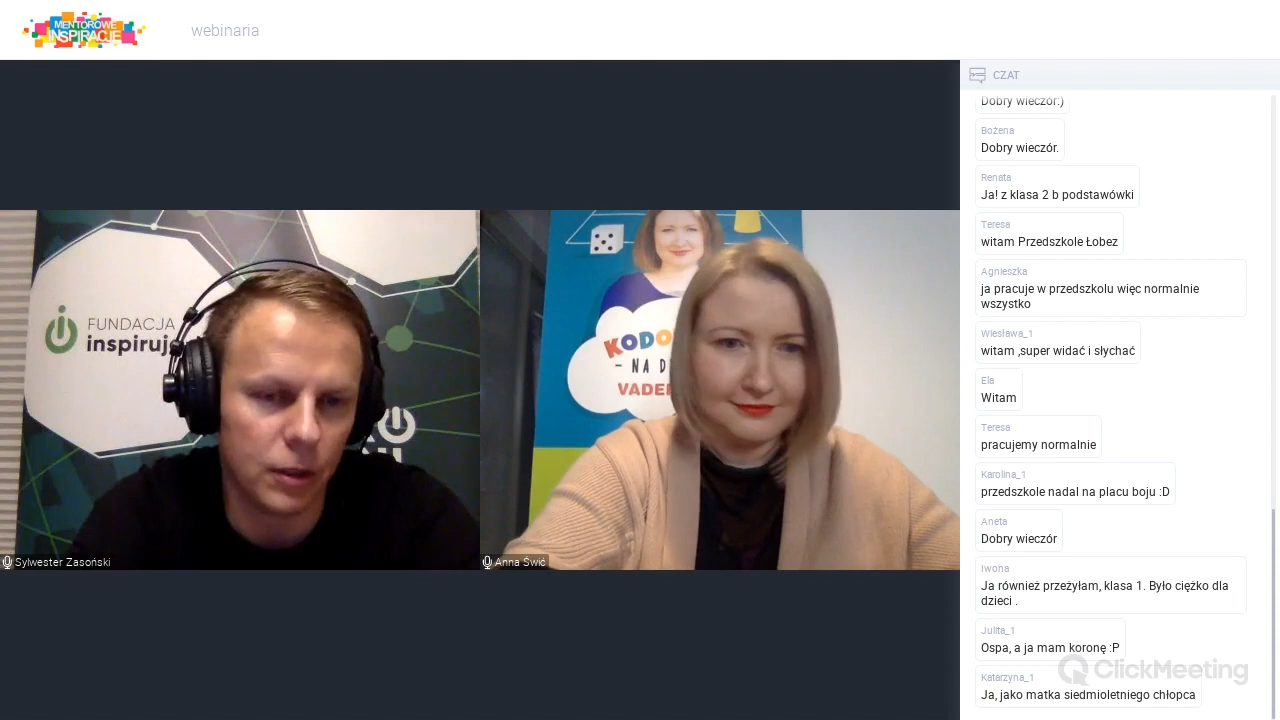 MENTOROWE
INSPIRACJE
webinaria
CZAT
Dobry wieczór:)
Bożena
Dobry wieczór.
Renata
Ja! z klasa 2 b podstawówki
Teresa
witam Przedszkole Łobez
Agnieszka
ja pracuje w przedszkolu więc normalnie
wszystko
Wiesława_1
witam ,super widać i słychać
Ela
Witam
Teresa
pracujemy normalnie
Karolina_1
przedszkole nadal na placu boju :D
Aneta
Dobry wieczór
Iwona
Ja również przeżyłam, klasa 1. Było ciężko dla
dzieci .
Julita_1
Ospa, a ja mam koronę :P
Katarzyna_1
Ja, jako matka siedmioletniego chłopca
ClickMeeting
FUNDACJA
inspiruj
KODO
- NA D
VADE
Sylwester Zasoński
Anna Świć